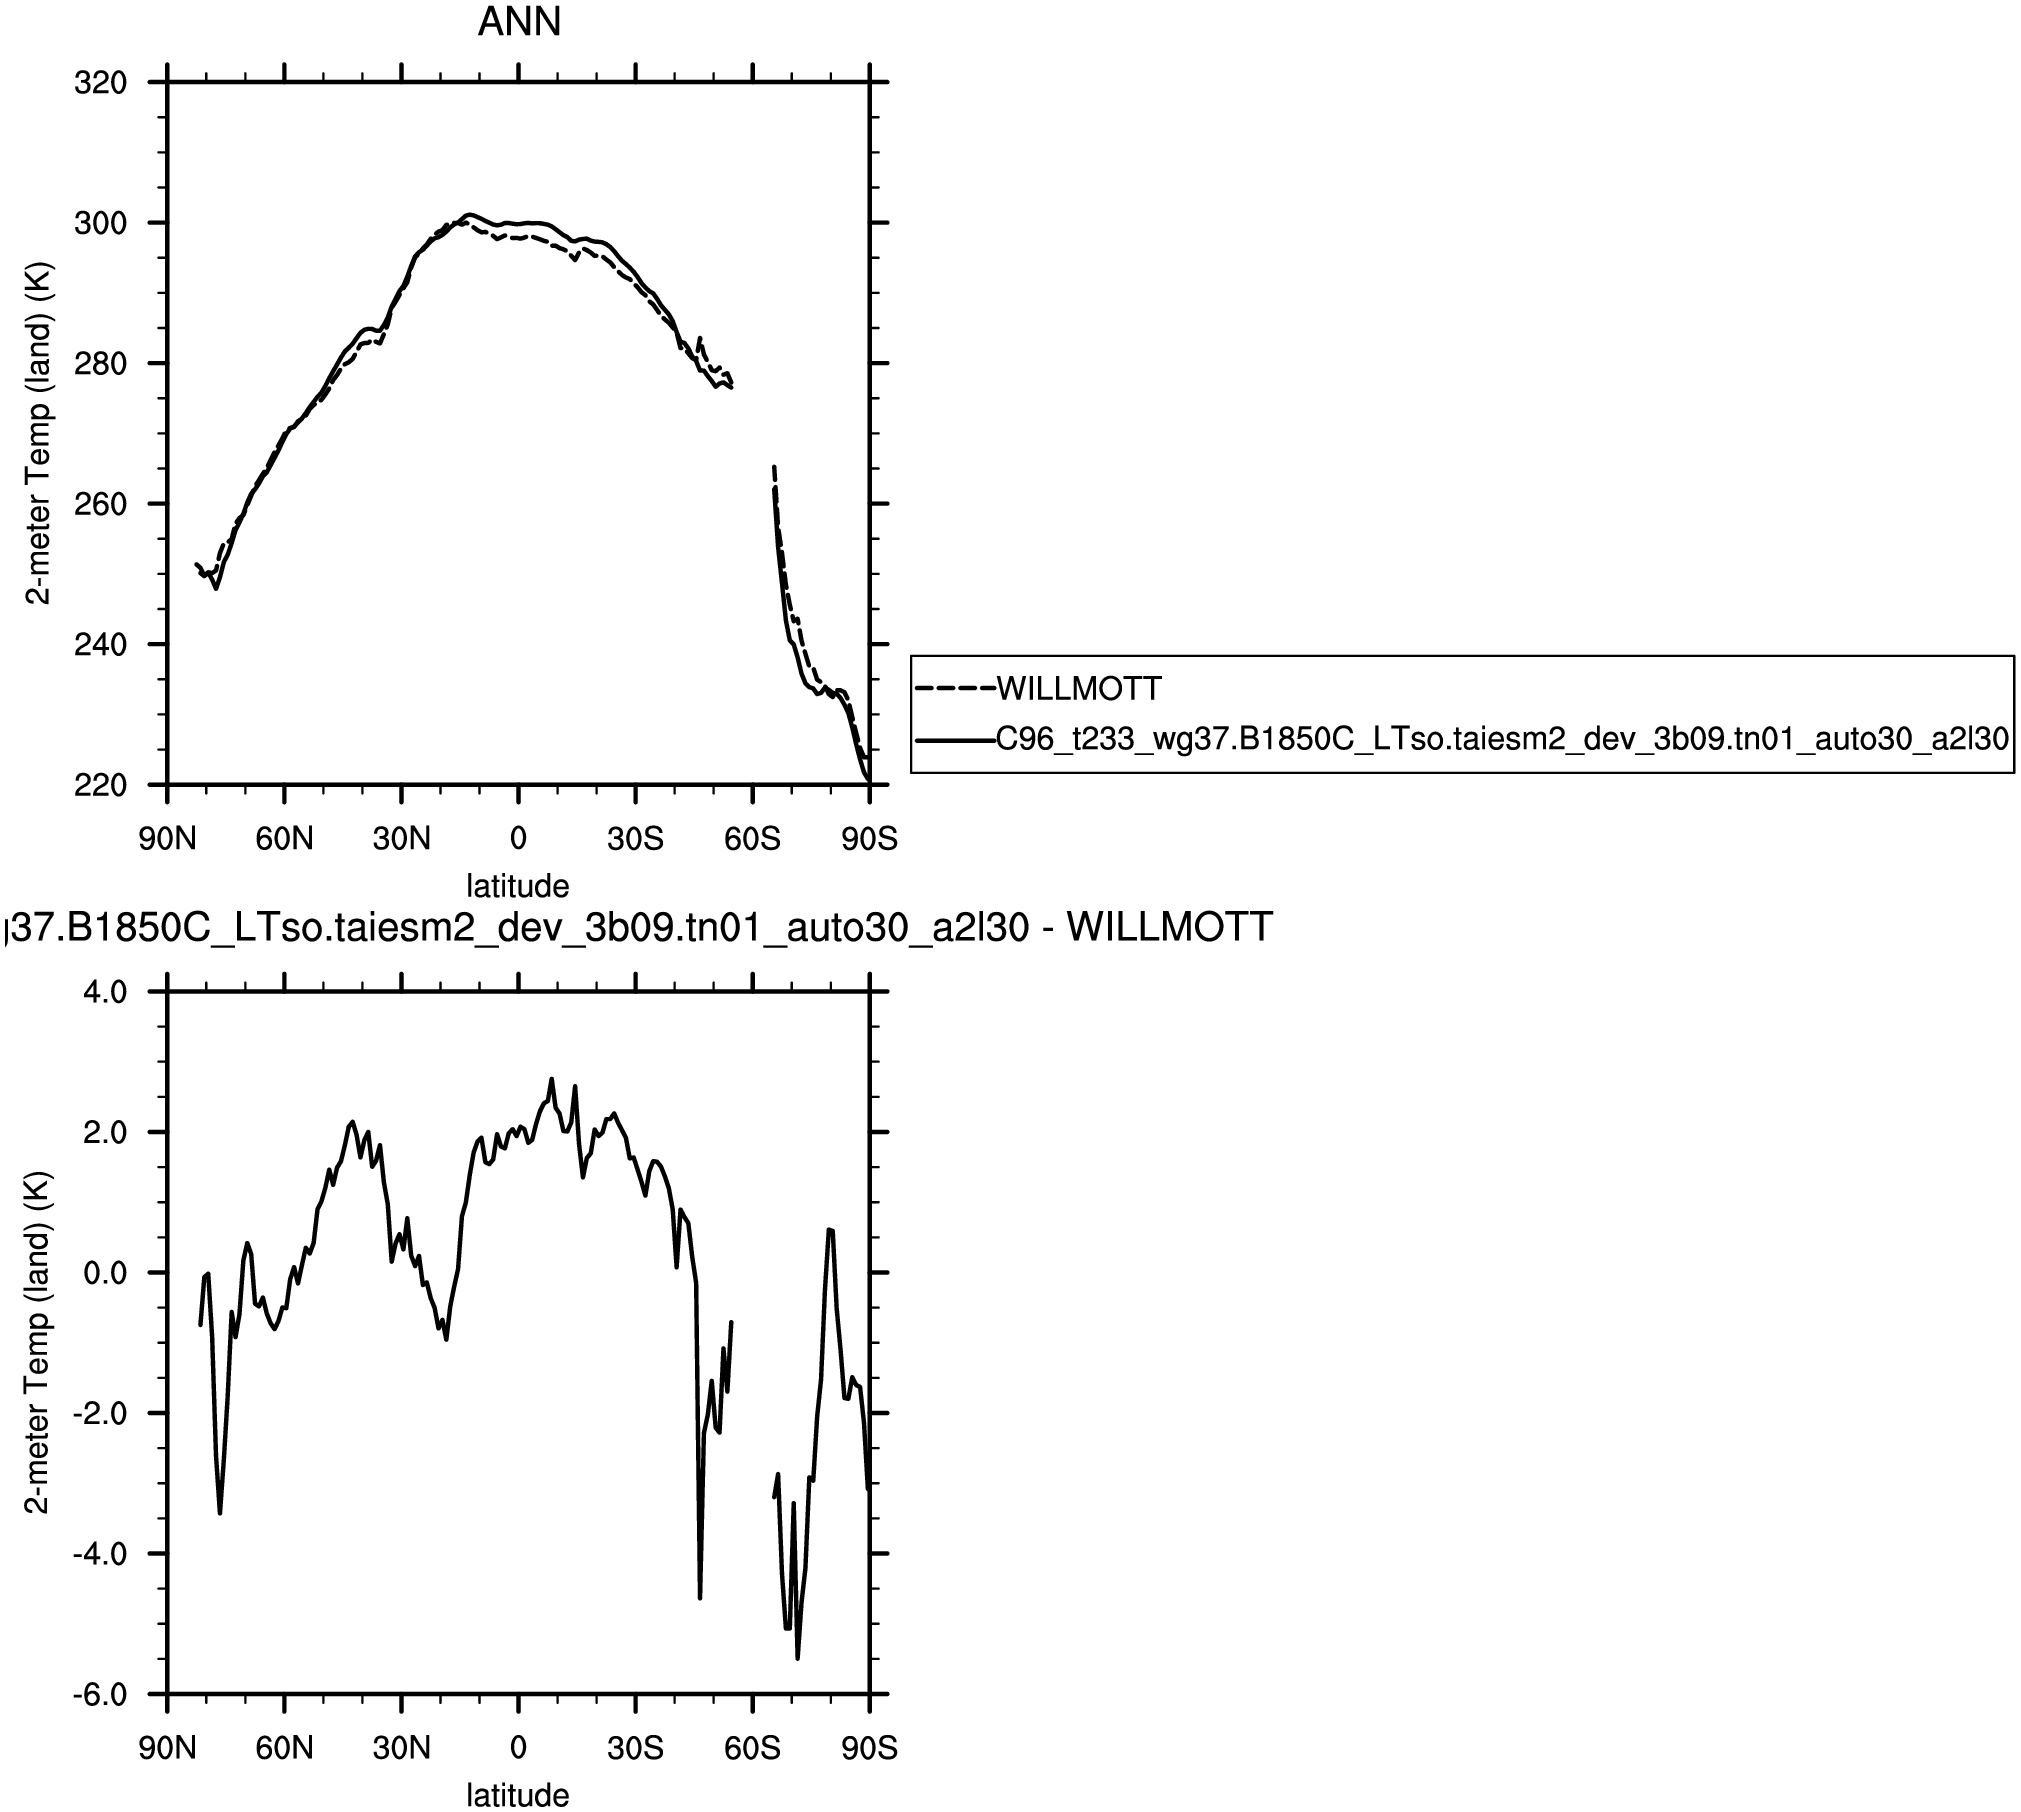 ANN
320
300
280
260
240
220
2-meter Temp (land) (K)
90N 60N 30N 0 30S 60S 90S
latitude
WILLMOTT
C96_t233_wg37.B1850C_LTso.taiesm2_dev_3b09.tn01_auto30_a2l30
g37.B1850C_LTso.taiesm2_dev_3b09.tn01_auto30_a2l30 - WILLMOTT
4.0
2.0
0.0
-2.0
-4.0
-6.0
2-meter Temp (land) (K)
90N 60N 30N 0 30S 60S 90S
latitude